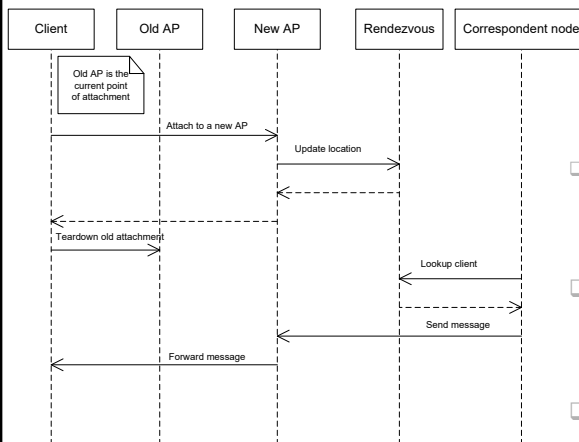 Client
Old AP
New AP
Rendezvous
Correspondent node
Old AP is the
current point
of attachment
Attach to a new AP
Update location
Teardown old attachment
Lookup client
Send message
Forward message